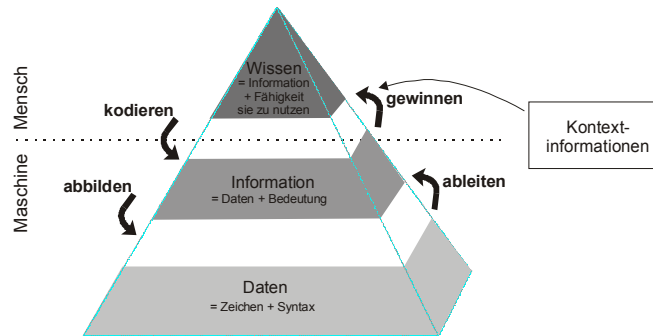 Wissen
= Information
+ Fähigkeit
sie zu nutzen
kodieren
gewinnen
Mensch
Kontext-
informationen
Maschine
abbilden
Information
= Daten + Bedeutung
ableiten
Daten
= Zeichen + Syntax